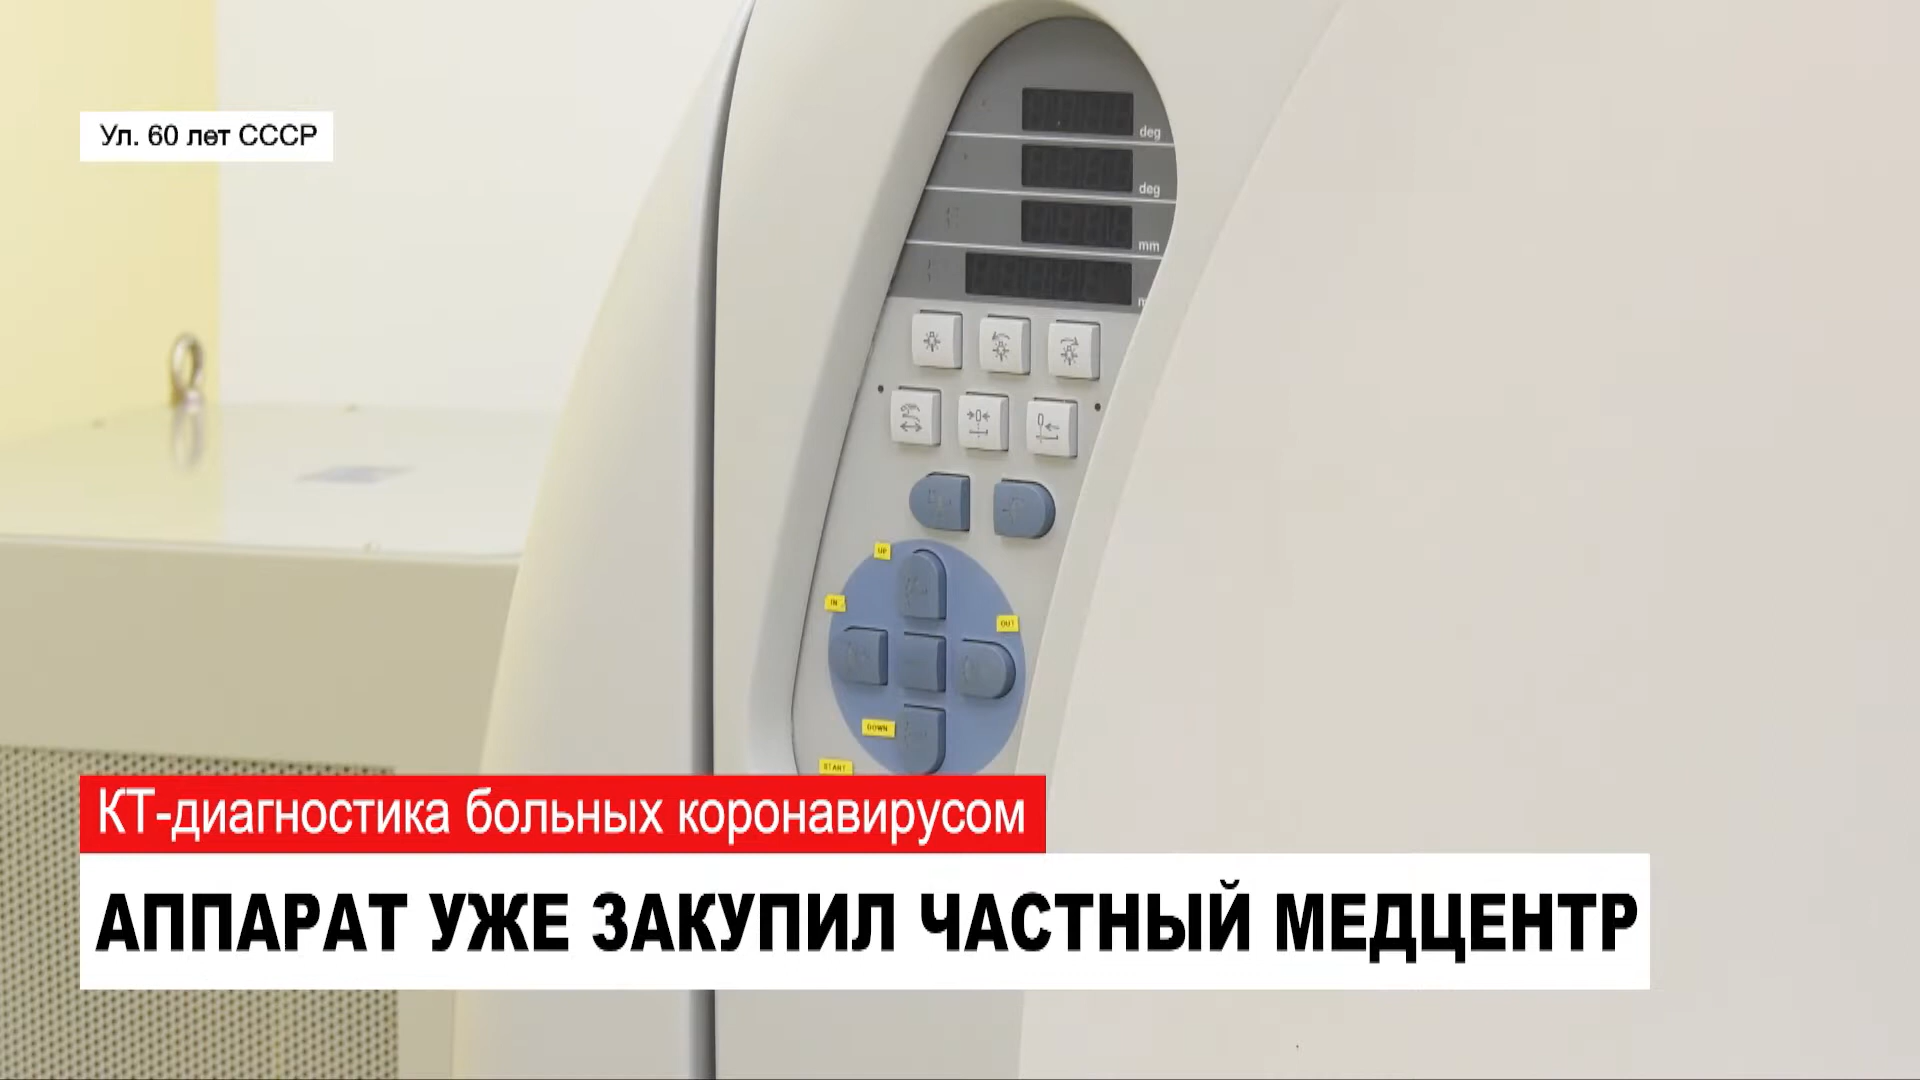 Ул. 60 лет СССР
deg
deg
mm
UP
IN
OUT
DOWN
START
КТ-диагностика больных коронавирусом
АППАРАТ УЖЕ ЗАКУПИЛ ЧАСТНЫЙ МЕДЦЕНТР